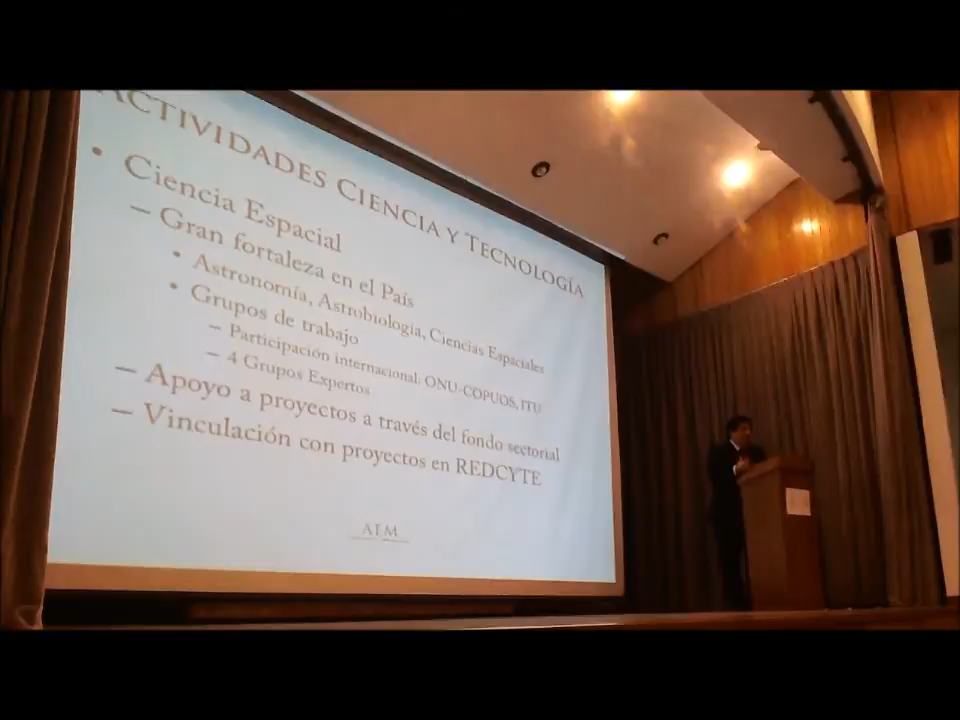 ACTIVIDADES CIENCIA Y TECNOLOGÍA
• Ciencia Espacial
– Gran fortaleza en el País
• Astronomía, Astrobiología, Ciencias Espaciales
• Grupos de trabajo
– Participación internacional: ONU-COPUOS, ITU
– 4 Grupos Expertos
– Apoyo a proyectos a través del fondo sectorial
– Vinculación con proyectos en REDCYTE